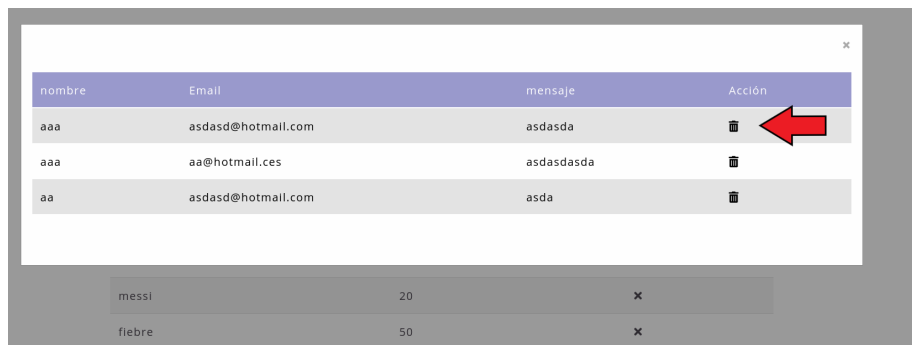 nombre Email mensaje Acción
aaa asdasd@hotmail.com asdasda
aaa aa@hotmail.ces asdasdasda
aa asdasd@hotmail.com asda
messi 20
fiebre 50